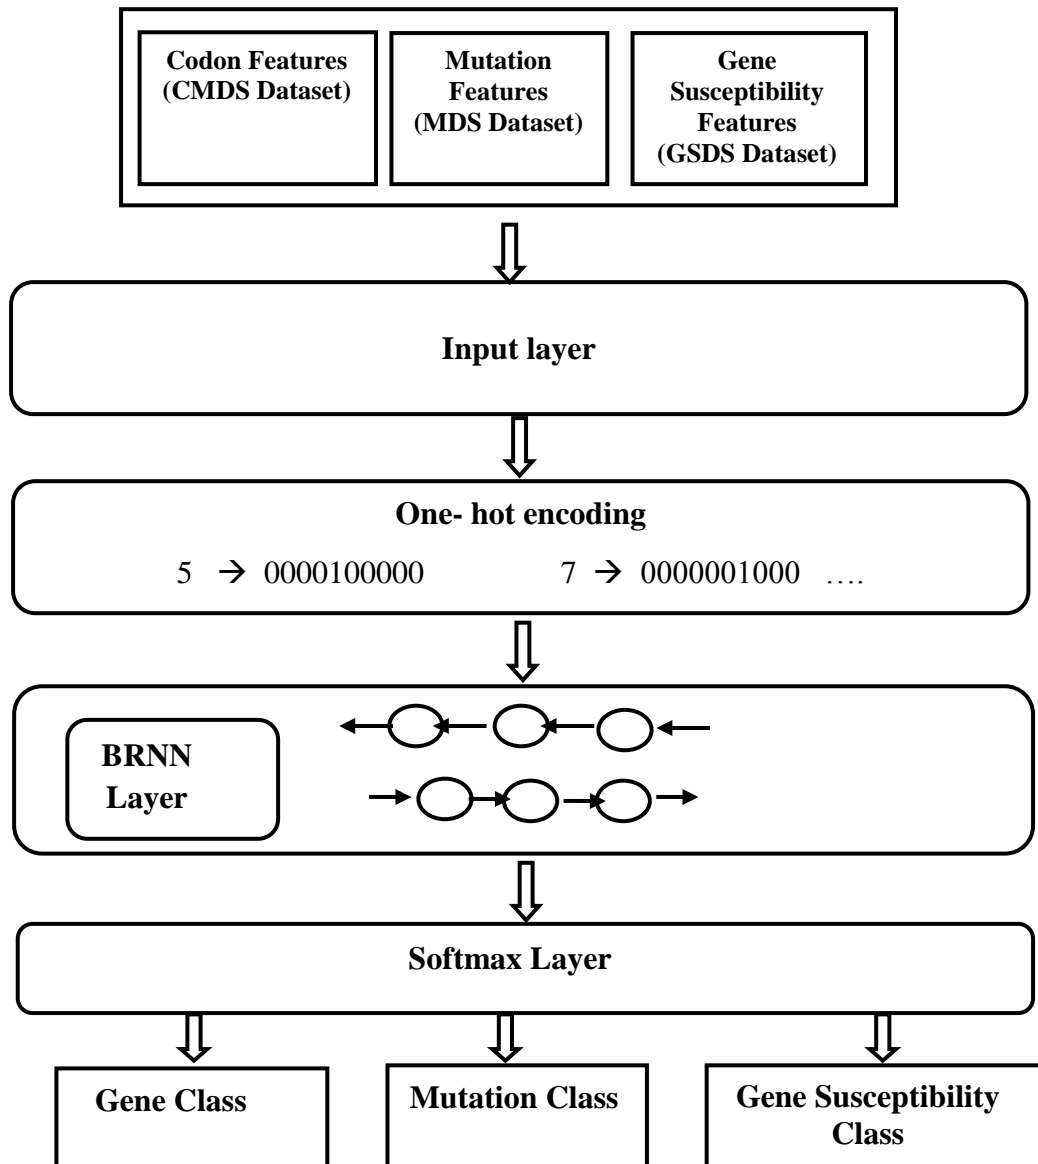 Codon Features
(CMDS Dataset)
Mutation
Features
(MDS Dataset)
Gene
Susceptibility
Features
(GSDS Dataset)
Input layer
One- hot encoding
5 → 0000100000 7 → 0000001000 ....
BRNN
Layer
Softmax Layer
Gene Class
Mutation Class
Gene Susceptibility
Class